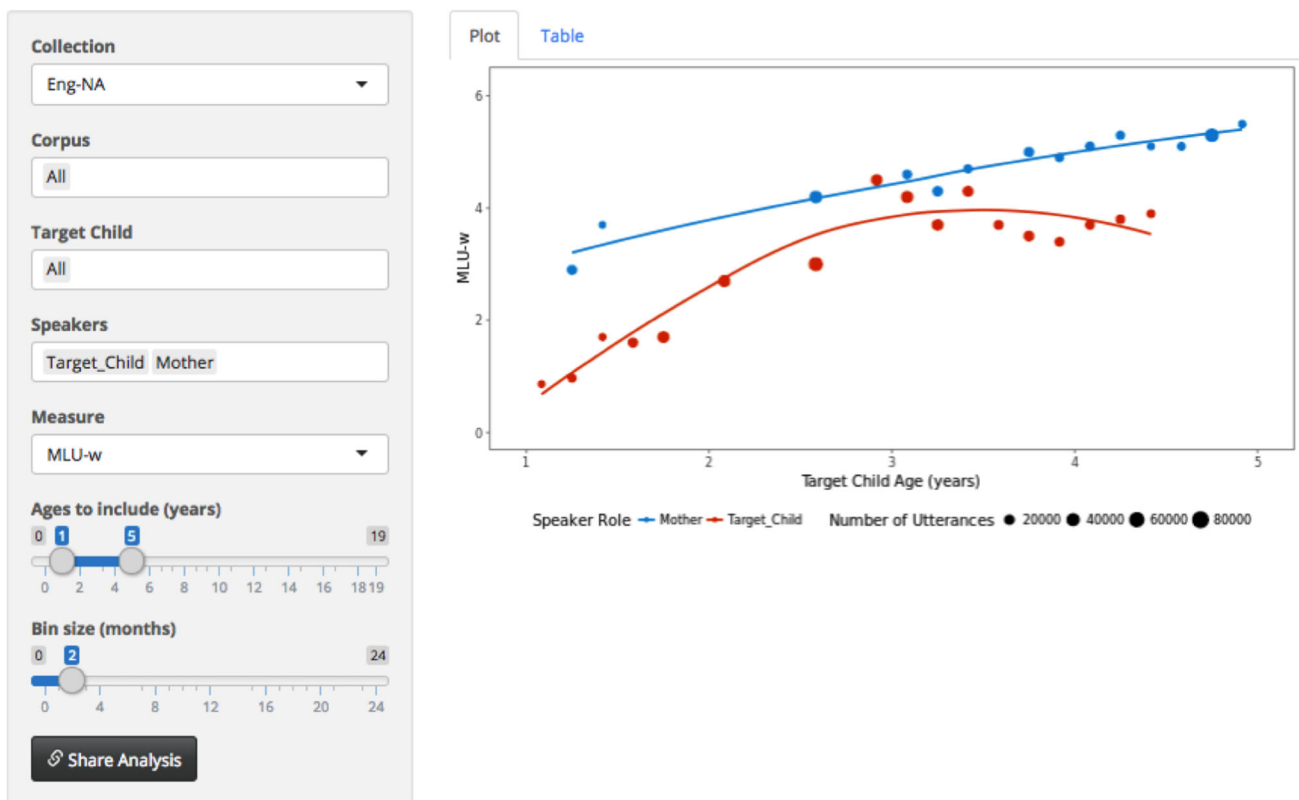 Collection
Eng-NA
Corpus
All
Target Child
All
Speakers
Target_Child Mother
Measure
MLU-w
Ages to include (years)
0 1 5 19
0 2 4 6 8 10 12 14 16 18 19
Bin size (months)
0 2 24
0 4 8 12 16 20 24
Share Analysis
Plot Table
6
4
2
0
MLU-w
1 2 3 4 5
Target Child Age (years)
Speaker Role Mother Target_Child Number of Utterances 20000 40000 60000 80000